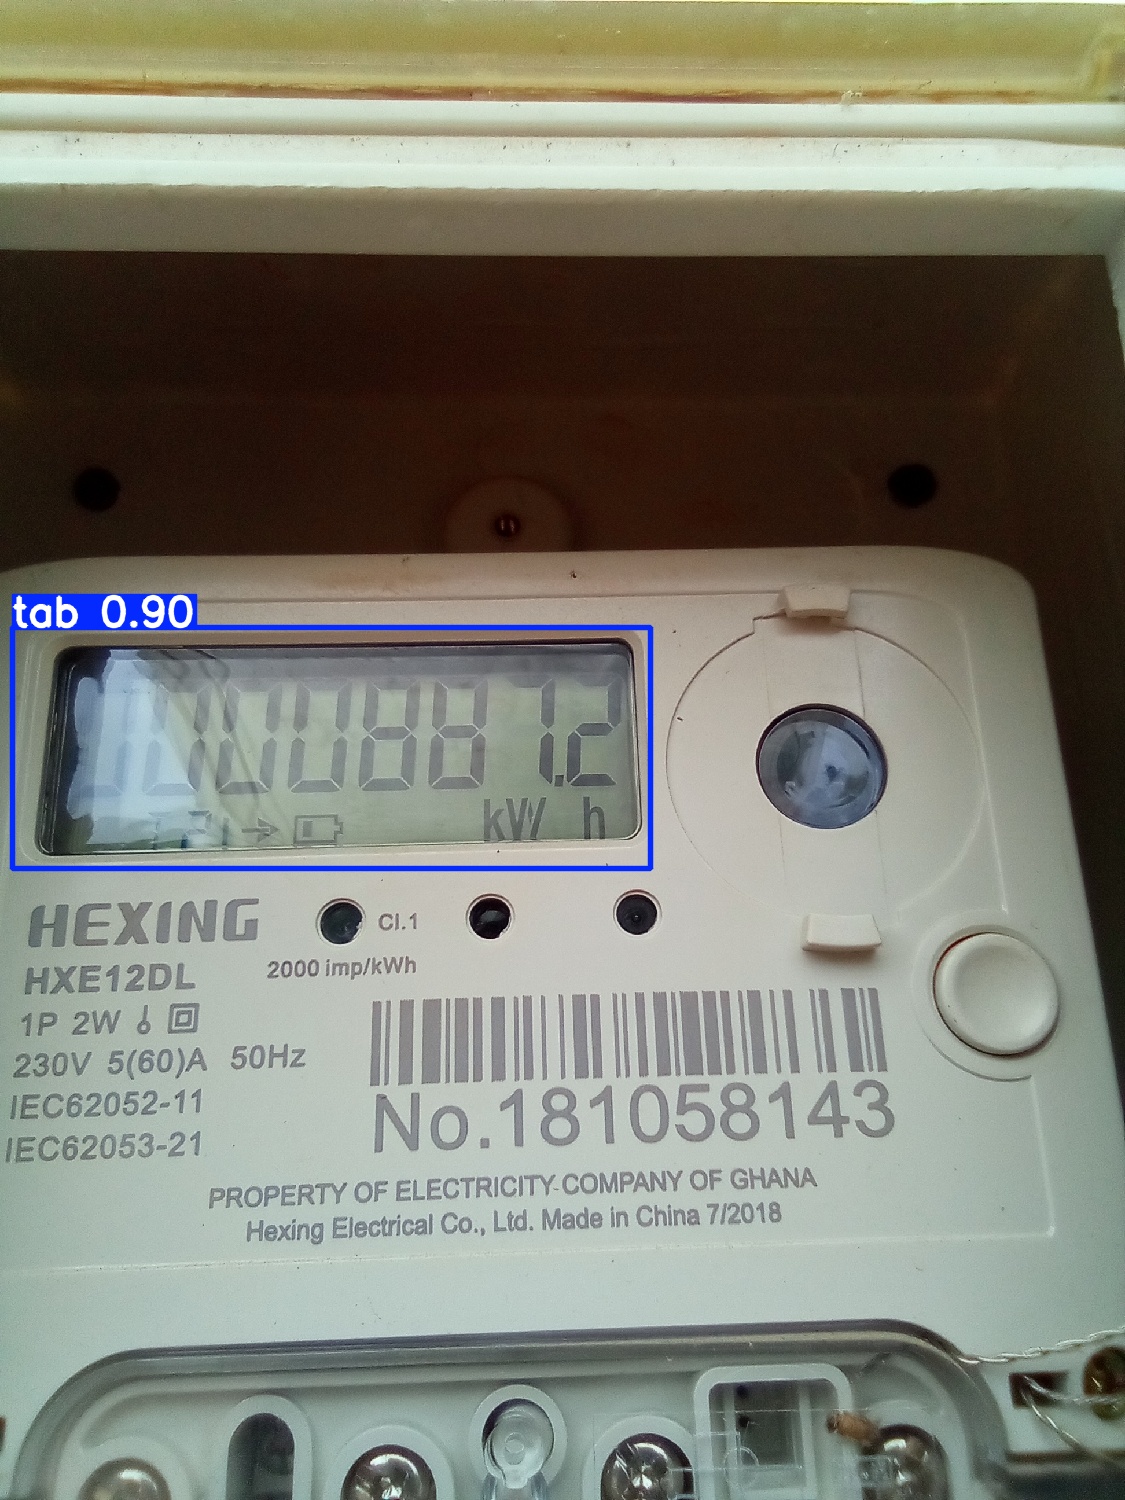 tab 0.90
0000887.2
kW h
HEXING
Cl.1
HXE12DL
2000 imp/kWh
1P 2W
230V 5(60)A 50Hz
IEC62052-11
IEC62053-21
No.181058143
PROPERTY OF ELECTRICITY COMPANY OF GHANA
Hexing Electrical Co., Ltd. Made in China 7/2018